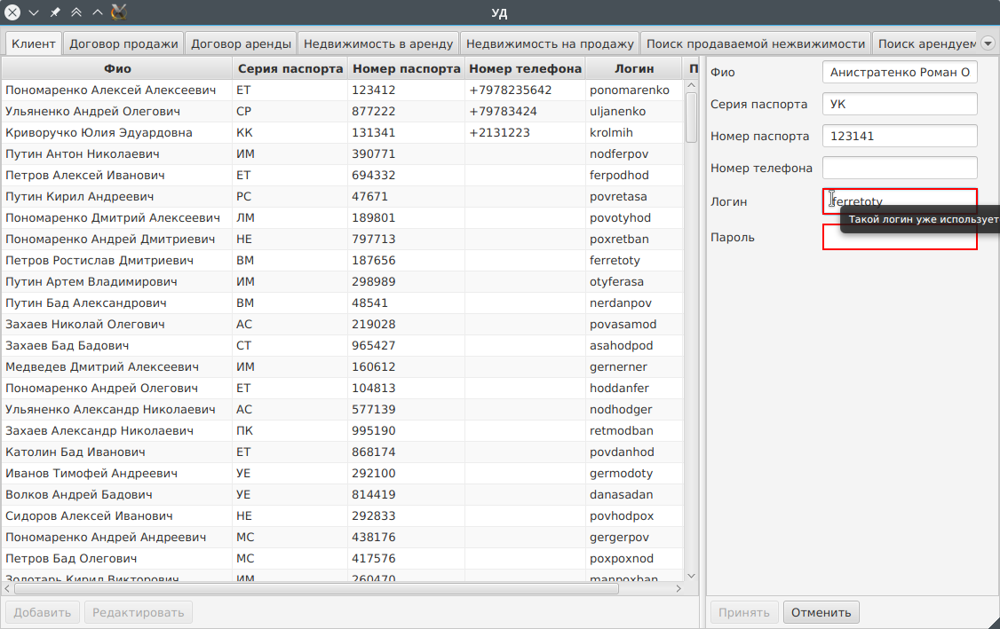 УД
Клиент Договор продажи Договор аренды Недвижимость в аренду Недвижимость на продажу Поиск продаваемой нежвижимости Поиск арендуем
Фио Серия паспорта Номер паспорта Номер телефона Логин П
Пономаренко Алексей Алексеевич ЕТ 123412 +7978235642 ponomarenko
Ульяненко Андрей Олегович СР 877222 +79783424 uljanenko
Криворучко Юлия Эдуардовна КК 131341 +2131223 krolmih
Путин Антон Николаевич ИМ 390771 nodferpov
Петров Алексей Иванович ЕТ 694332 ferpodhod
Путин Кирил Андреевич РС 47671 povretasa
Пономаренко Дмитрий Алексеевич ЛМ 189801 povotyhod
Пономаренко Андрей Дмитриевич НЕ 797713 poxretban
Петров Ростислав Дмитриевич ВМ 187656 ferretoty
Путин Артем Владимирович ИМ 298989 otyferasa
Путин Бад Александрович ВМ 48541 nerdanpov
Захаев Николай Олегович АС 219028 povasamod
Захаев Бад Бадович СТ 965427 asahodpod
Медведев Дмитрий Алексеевич ИМ 160612 gernerner
Пономаренко Андрей Олегович ЕТ 104813 hoddanfer
Ульяненко Александр Николаевич АС 577139 nodhodger
Захаев Александр Николаевич ПК 995190 retmodban
Католин Бад Иванович ЕТ 868174 povdanhod
Иванов Тимофей Андреевич УЕ 292100 germodoty
Волков Андрей Бадович УЕ 814419 danasadan
Сидоров Алексей Иванович НЕ 292833 povhodpox
Пономаренко Андрей Андреевич МС 438176 gergerpov
Петров Бад Олегович МС 417576 poxpoxnod
Золотарь Кирил Викторович ИМ 260470 manpoxban
Добавить Редактировать
Фио Анистратенко Роман О
Серия паспорта УК
Номер паспорта 123141
Номер телефона
Логин ferretoty
Такой логин уже использует
Пароль
Принять Отменить